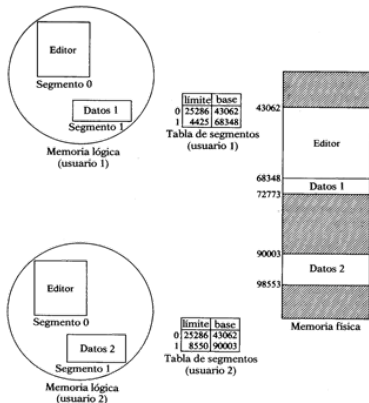 Editor
Segmento 0
Datos 1
Segmento 1
Memoria lógica
(usuario 1)
límite base
0 25286 43062
1 4425 68348
Tabla de segmentos
(usuario 1)
43062
Editor
68348
Datos 1
72773
90003
Datos 2
98553
Memoria física
Editor
Segmento 0
Datos 2
Segmento 1
Memoria lógica
(usuario 2)
límite base
0 25286 43062
1 8550 90003
Tabla de segmentos
(usuario 2)